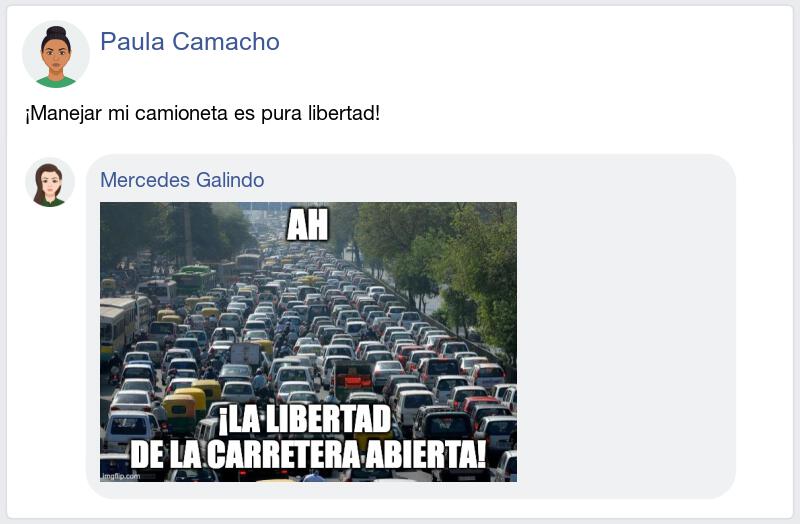 Paula Camacho
¡Manejar mi camioneta es pura libertad!
Mercedes Galindo
AH
¡LA LIBERTAD
DE LA CARRETERA ABIERTA!
imgflip.com